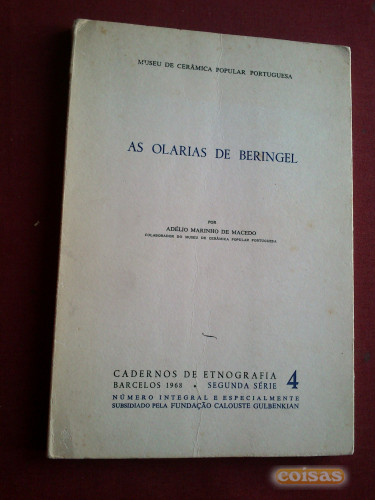 MUSEU DE CERÂMICA POPULAR PORTUGUESA
AS OLARIAS DE BERINGEL
POR
ADÉLIO MARINHO DE MACEDO
COLABORADOR DO MUSEU DE CERÂMICA POPULAR PORTUGUESA
CADERNOS DE ETNOGRAFIA 4
BARCELOS 1968 • SEGUNDA SÉRIE
NÚMERO INTEGRAL E ESPECIALMENTE
SUBSIDIADO PELA FUNDAÇÃO CALOUSTE GULBENKIAN
coisas